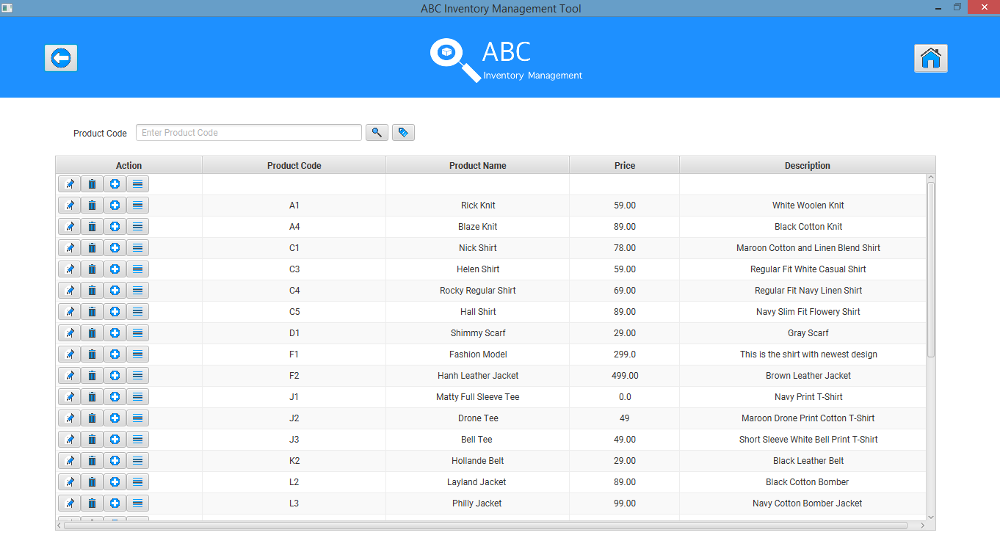 ABC Inventory Management Tool
ABC
Inventory Management
Product Code Enter Product Code
Action Product Code Product Name Price Description
A1 Rick Knit 59.00 White Woolen Knit
A4 Blaze Knit 89.00 Black Cotton Knit
C1 Nick Shirt 78.00 Maroon Cotton and Linen Blend Shirt
C3 Helen Shirt 59.00 Regular Fit White Casual Shirt
C4 Rocky Regular Shirt 69.00 Regular Fit Navy Linen Shirt
C5 Hall Shirt 89.00 Navy Slim Fit Flowery Shirt
D1 Shimmy Scarf 29.00 Gray Scarf
F1 Fashion Model 299.0 This is the shirt with newest design
F2 Hanh Leather Jacket 499.00 Brown Leather Jacket
J1 Matty Full Sleeve Tee 0.0 Navy Print T-Shirt
J2 Drone Tee 49 Maroon Drone Print Cotton T-Shirt
J3 Bell Tee 49.00 Short Sleeve White Bell Print T-Shirt
K2 Hollande Belt 29.00 Black Leather Belt
L2 Layland Jacket 89.00 Black Cotton Bomber
L3 Philly Jacket 99.00 Navy Cotton Bomber Jacket